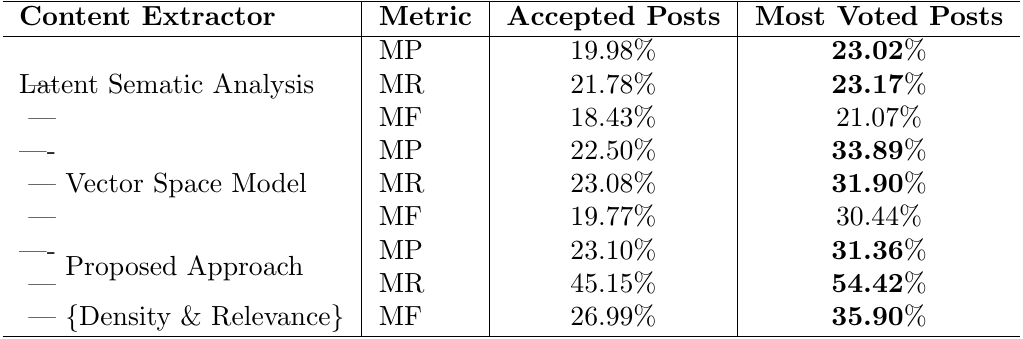 Content Extractor Metric Accepted Posts Most Voted Posts
MP 19.98% 23.02%
Latent Sematic Analysis MR 21.78% 23.17%
— MF 18.43% 21.07%
—- MP 22.50% 33.89%
— Vector Space Model MR 23.08% 31.90%
— MF 19.77% 30.44%
—- MP 23.10% 31.36%
Proposed Approach
— MR 45.15% 54.42%
— {Density & Relevance} MF 26.99% 35.90%